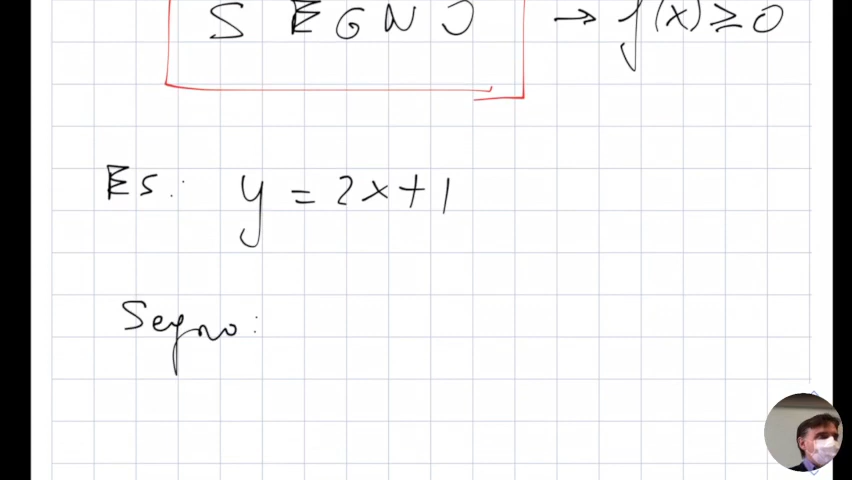 SEGNO → f(x) ≥ 0
Es.: y = 2x+1
Segno: